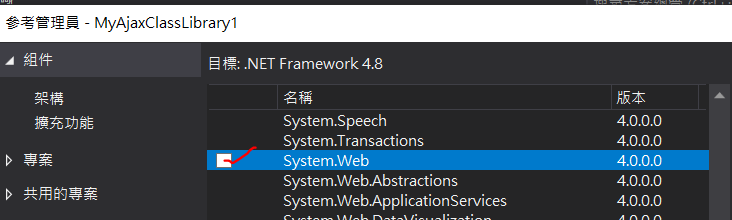 參考管理員 - MyAjaxClassLibrary1
組件
架構
擴充功能
專案
共用的專案
目標: .NET Framework 4.8
名稱 版本
System.Speech 4.0.0.0
System.Transactions 4.0.0.0
System.Web 4.0.0.0
System.Web.Abstractions 4.0.0.0
System.Web.ApplicationServices 4.0.0.0
System.Web.DataVisualization 4.0.0.0